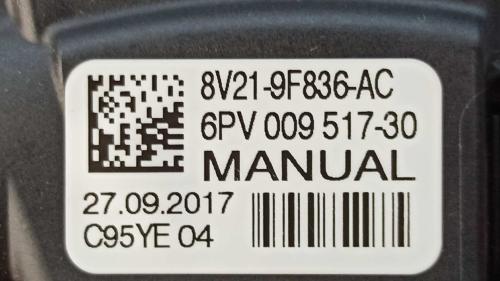 8V21-9F836-AC
6PV 009 517-30
MANUAL
27.09.2017
C95YE 04